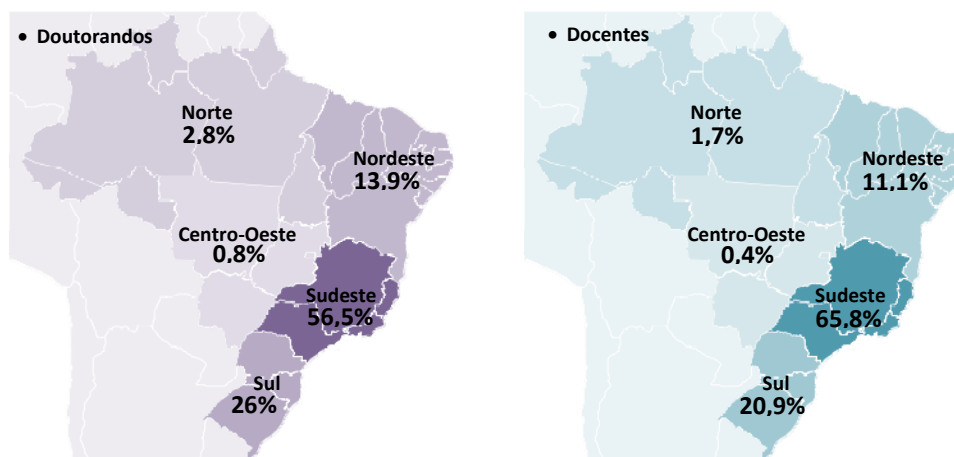 • Doutorandos
Norte
2,8%
Nordeste
13,9%
Centro-Oeste
0,8%
Sudeste
56,5%
Sul
26%
• Docentes
Norte
1,7%
Nordeste
11,1%
Centro-Oeste
0,4%
Sudeste
65,8%
Sul
20,9%